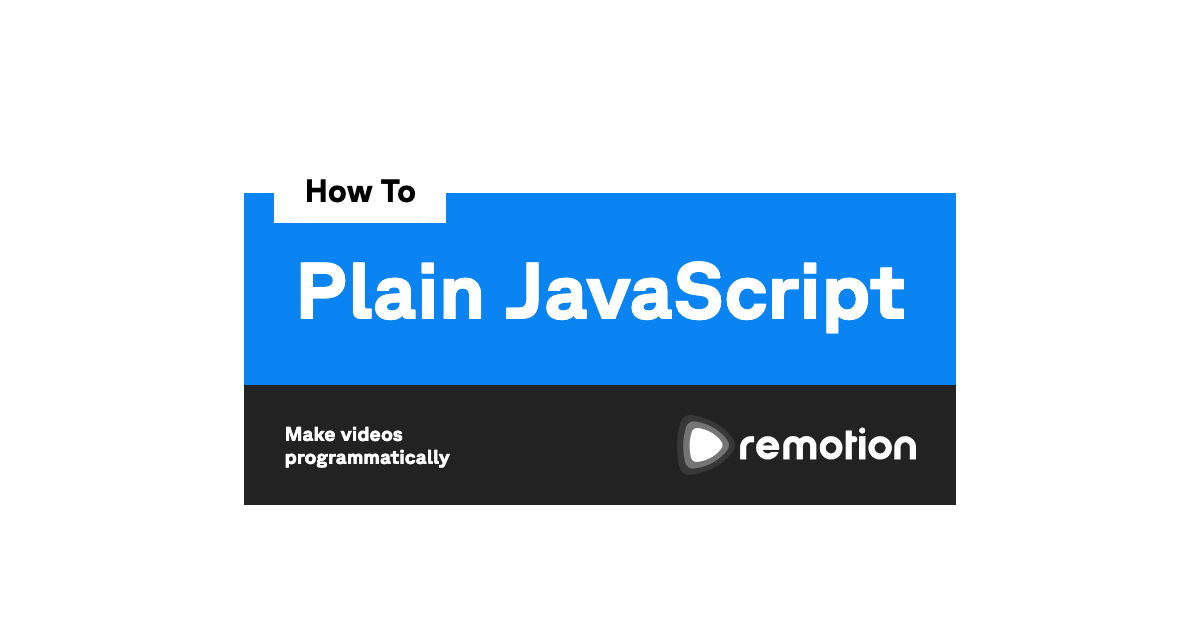 How To
Plain JavaScript
Make videos
programmatically
remotion